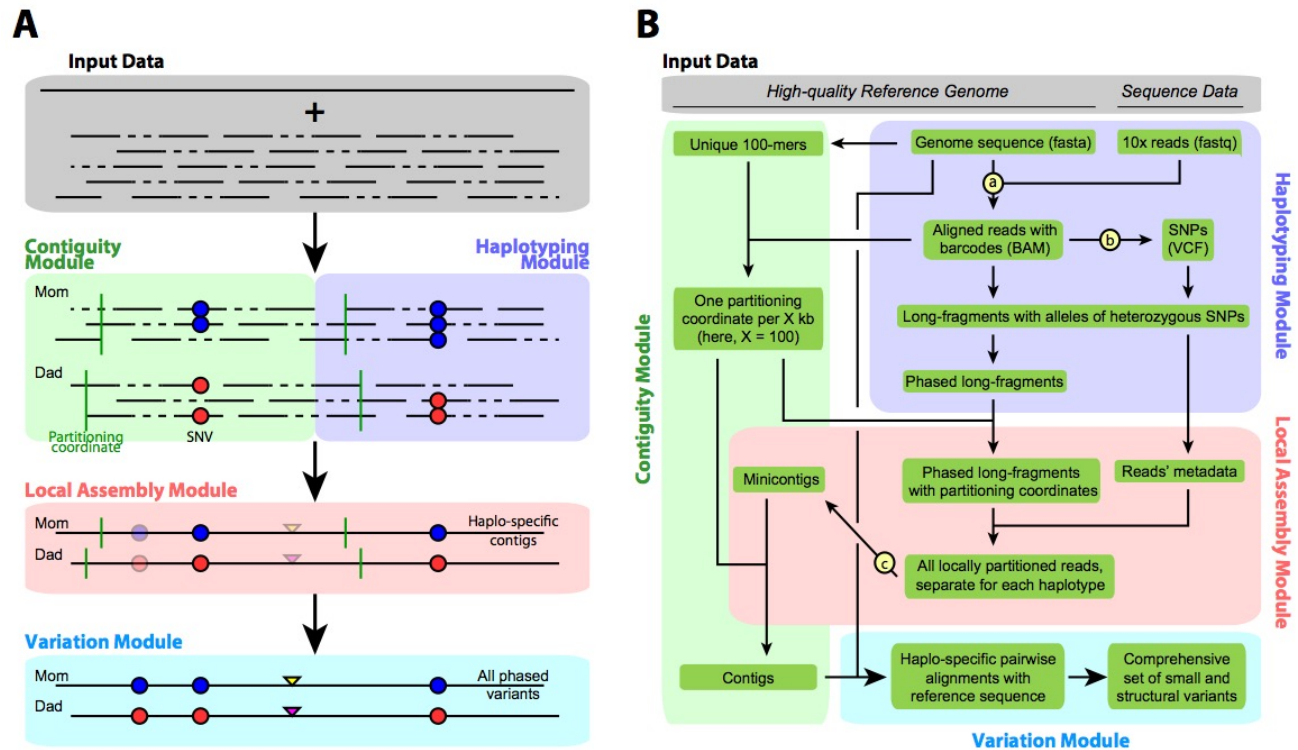 A
Input Data
+
Contiguity
Module
Haplotyping
Module
Mom
Dad
Partitioning
coordinate
SNV
Local Assembly Module
Mom
Dad
Haplo-specific
contigs
Variation Module
Mom
Dad
All phased
variants
B
Input Data
High-quality Reference Genome
Sequence Data
Unique 100-mers
Genome sequence (fasta)
10x reads (fastq)
a
Aligned reads with
barcodes (BAM)
b
SNPs
(VCF)
Haplotyping Module
One partitioning
coordinate per X kb
(here, X = 100)
Long-fragments with alleles of heterozygous SNPs
Phased long-fragments
Contiguity Module
Minicontigs
Phased long-fragments
with partitioning coordinates
Reads' metadata
Local Assembly Module
c
All locally partitioned reads,
separate for each haplotype
Contigs
Haplo-specific pairwise
alignments with
reference sequence
Comprehensive
set of small and
structural variants
Variation Module